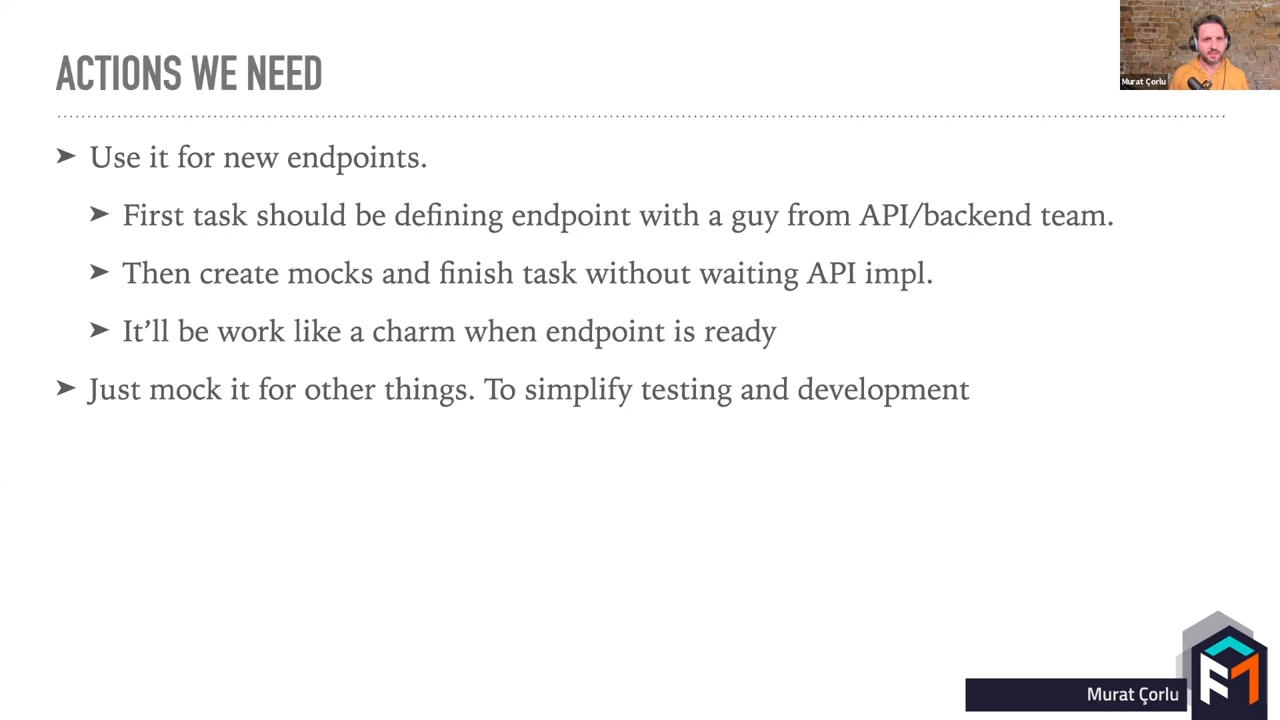 ACTIONS WE NEED
Murat Çorlu
➤ Use it for new endpoints.
➤ First task should be defining endpoint with a guy from API/backend team.
➤ Then create mocks and finish task without waiting API impl.
➤ It’ll be work like a charm when endpoint is ready
➤ Just mock it for other things. To simplify testing and development
Murat Çorlu